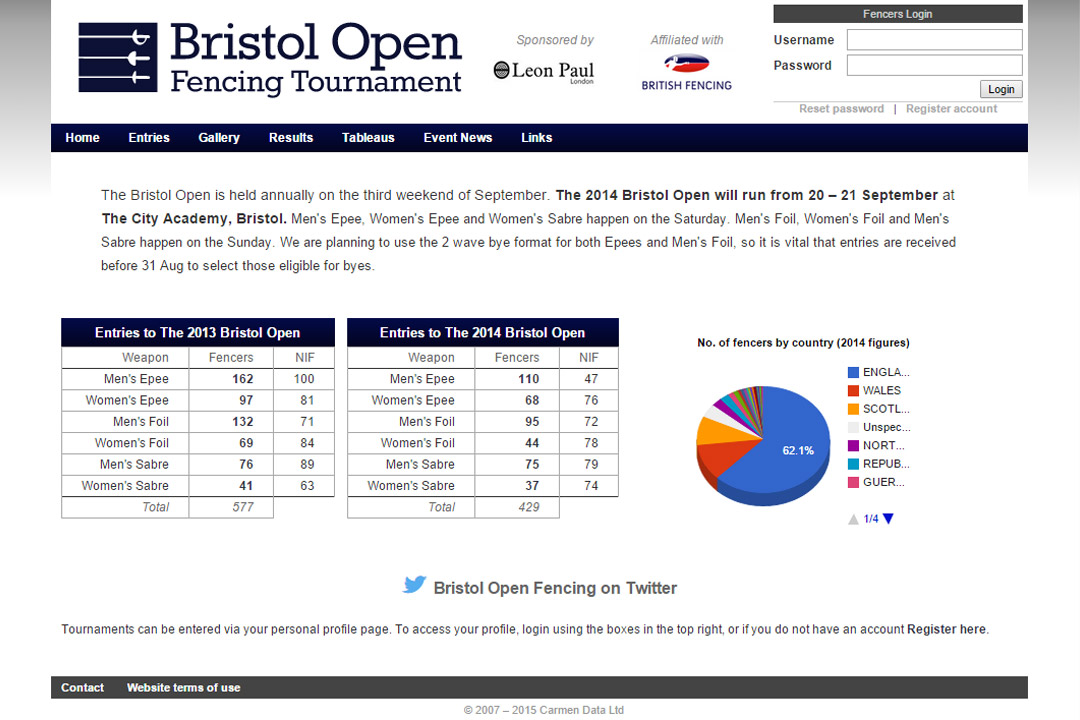 Bristol Open
Fencing Tournament
Sponsored by
Leon Paul
London
Affiliated with
BRITISH FENCING
Fencers Login
Username
Password
Login
Reset password | Register account
Home Entries Gallery Results Tableaus Event News Links
The Bristol Open is held annually on the third weekend of September. The 2014 Bristol Open will run from 20 – 21 September at
The City Academy, Bristol. Men's Epee, Women's Epee and Women's Sabre happen on the Saturday. Men's Foil, Women's Foil and Men's
Sabre happen on the Sunday. We are planning to use the 2 wave bye format for both Epees and Men's Foil, so it is vital that entries are received
before 31 Aug to select those eligible for byes.
Entries to The 2013 Bristol Open
Weapon Fencers NIF
Men's Epee 162 100
Women's Epee 97 81
Men's Foil 132 71
Women's Foil 69 84
Men's Sabre 76 89
Women's Sabre 41 63
Total 577
Entries to The 2014 Bristol Open
Weapon Fencers NIF
Men's Epee 110 47
Women's Epee 68 76
Men's Foil 95 72
Women's Foil 44 78
Men's Sabre 75 79
Women's Sabre 37 74
Total 429
No. of fencers by country (2014 figures)
62.1%
ENGLA...
WALES
SCOTL...
Unspec...
NORT...
REPUB...
GUER...
1/4
Bristol Open Fencing on Twitter
Tournaments can be entered via your personal profile page. To access your profile, login using the boxes in the top right, or if you do not have an account Register here.
Contact Website terms of use
© 2007 – 2015 Carmen Data Ltd